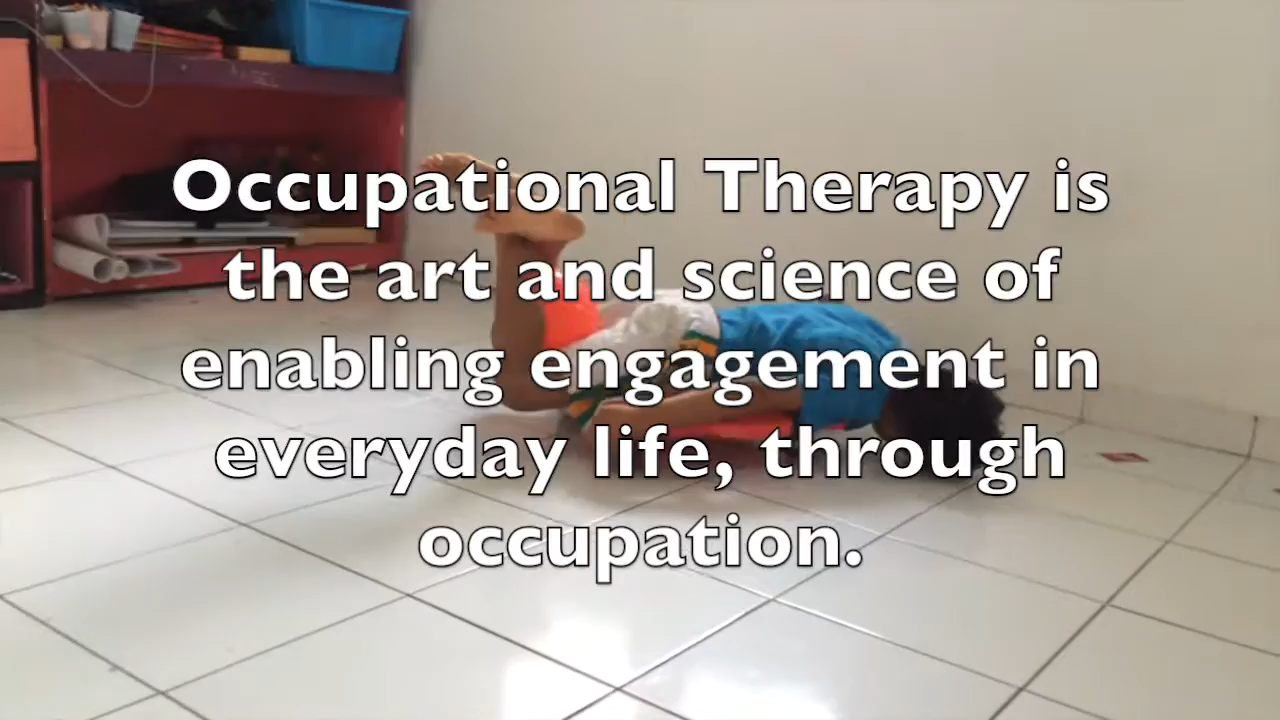 Occupational Therapy is
the art and science of
enabling engagement in
everyday life, through
occupation.